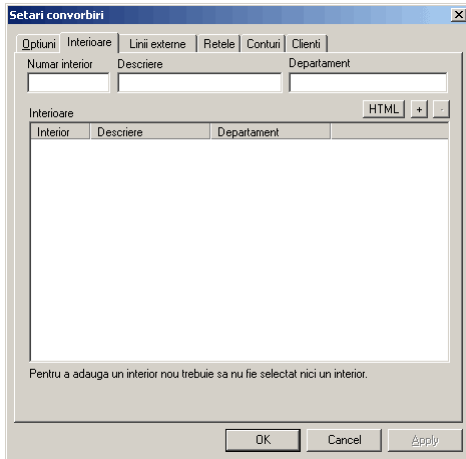 Setari convorbiri
Optiuni Interioare Linii externe Retele Conturi Clienti
Numar interior Descriere Departament
Interioare HTML + -
Interior Descriere Departament
Pentru a adauga un interior nou trebuie sa nu fie selectat nici un interior.
OK Cancel Apply